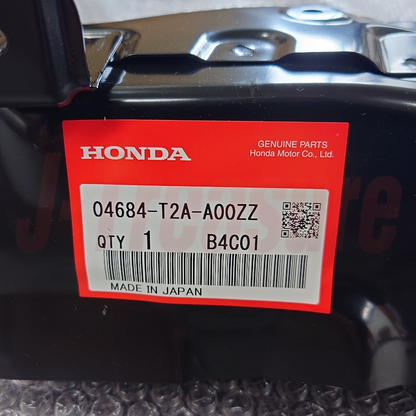 HONDA
GENUINE PARTS
Honda Motor Co., Ltd.
04684-T2A-A00ZZ
QTY 1 B4C01
MADE IN JAPAN